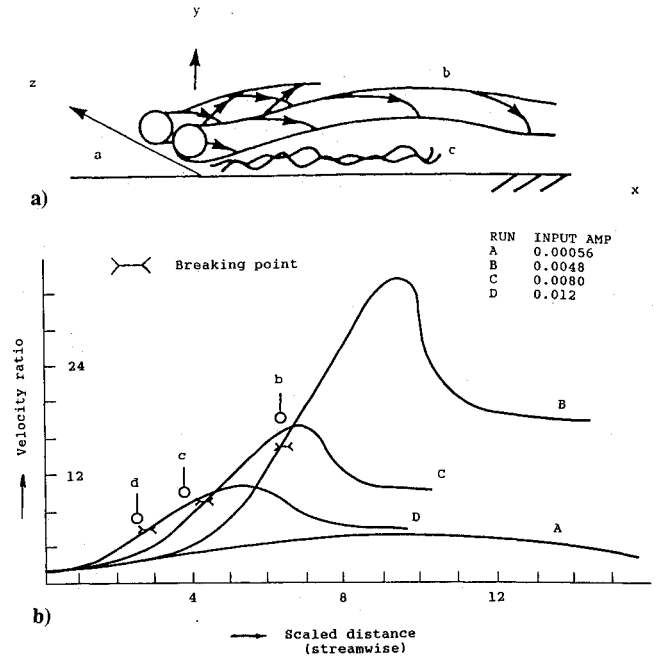 y
z
b
a
c
a)
x
RUN INPUT AMP
A 0.00056
B 0.0048
C 0.0080
D 0.012
Breaking point
24
12
Velocity ratio
b
c
d
B
C
D
A
4
8
12
b)
Scaled distance
(streamwise)